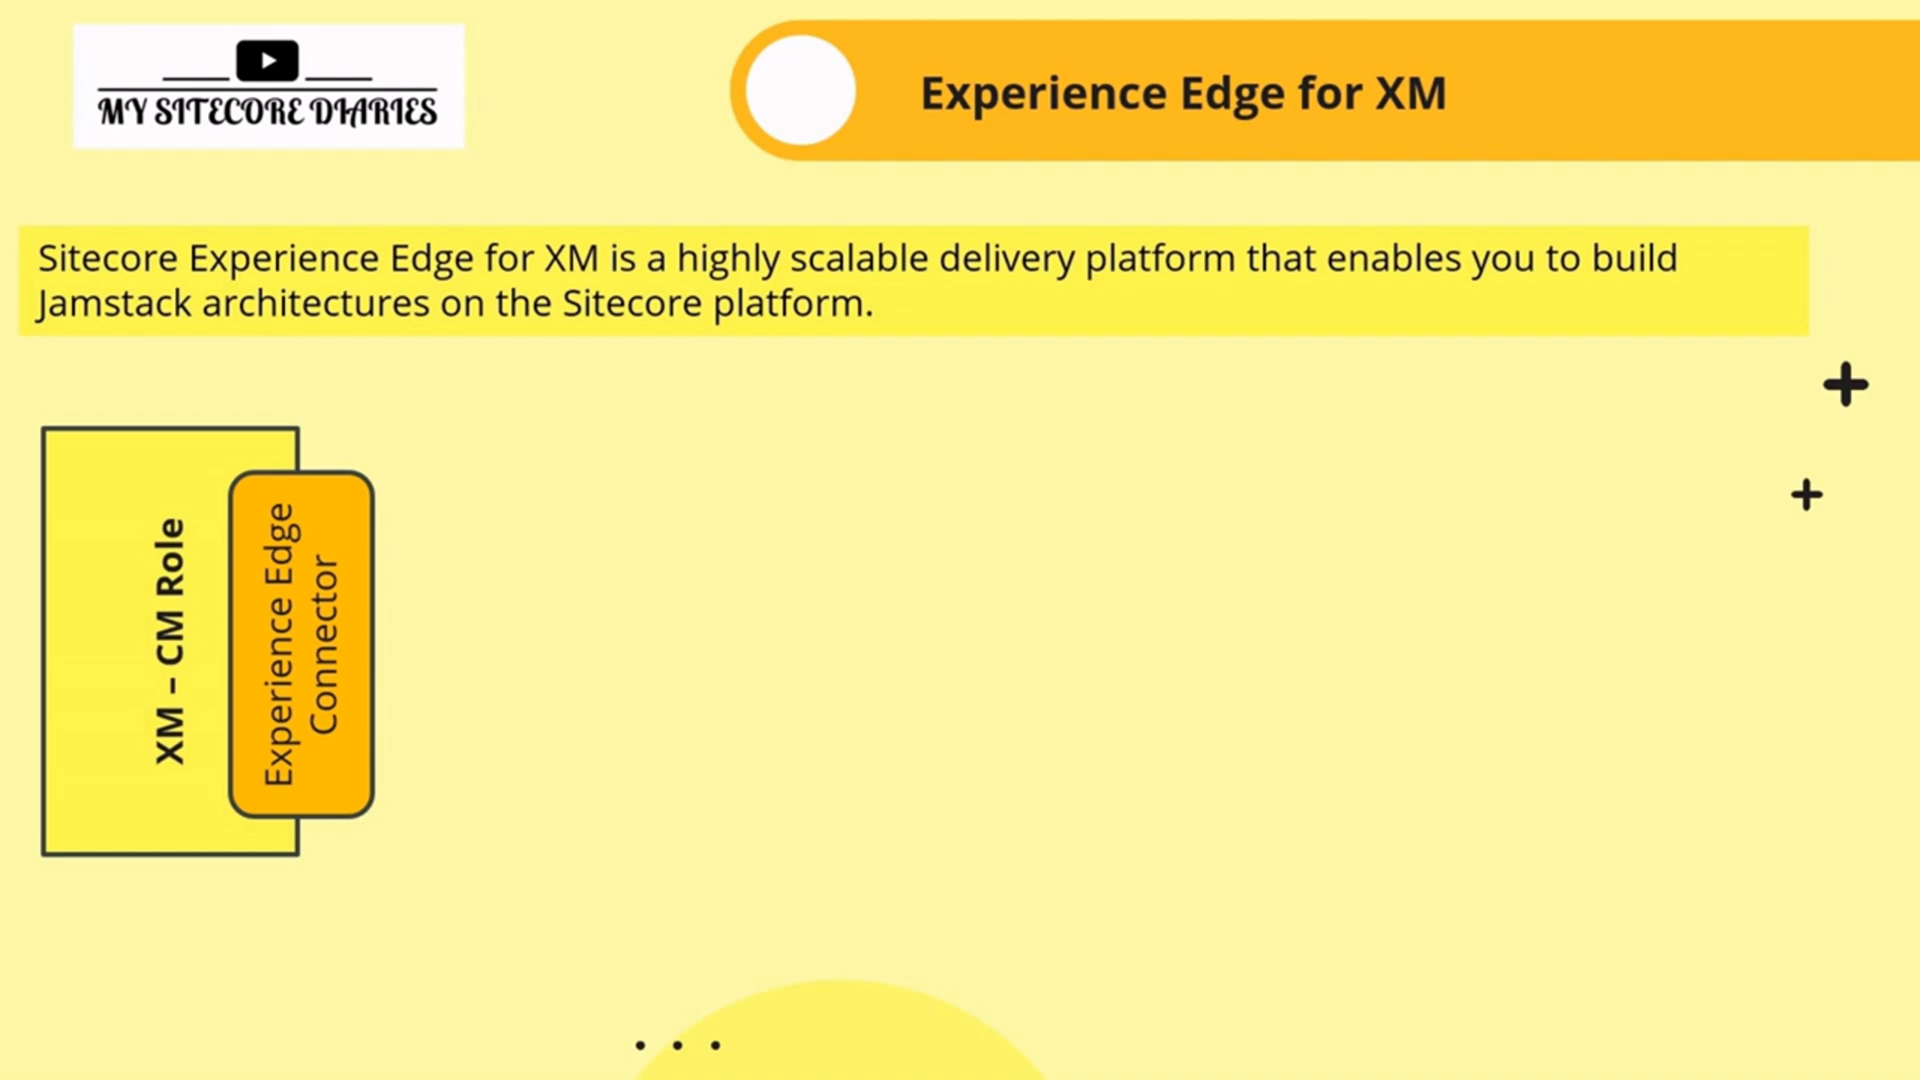 MY SITECORE DIARIES
Experience Edge for XM
Sitecore Experience Edge for XM is a highly scalable delivery platform that enables you to build
Jamstack architectures on the Sitecore platform.
XM – CM Role
Experience Edge
Connector